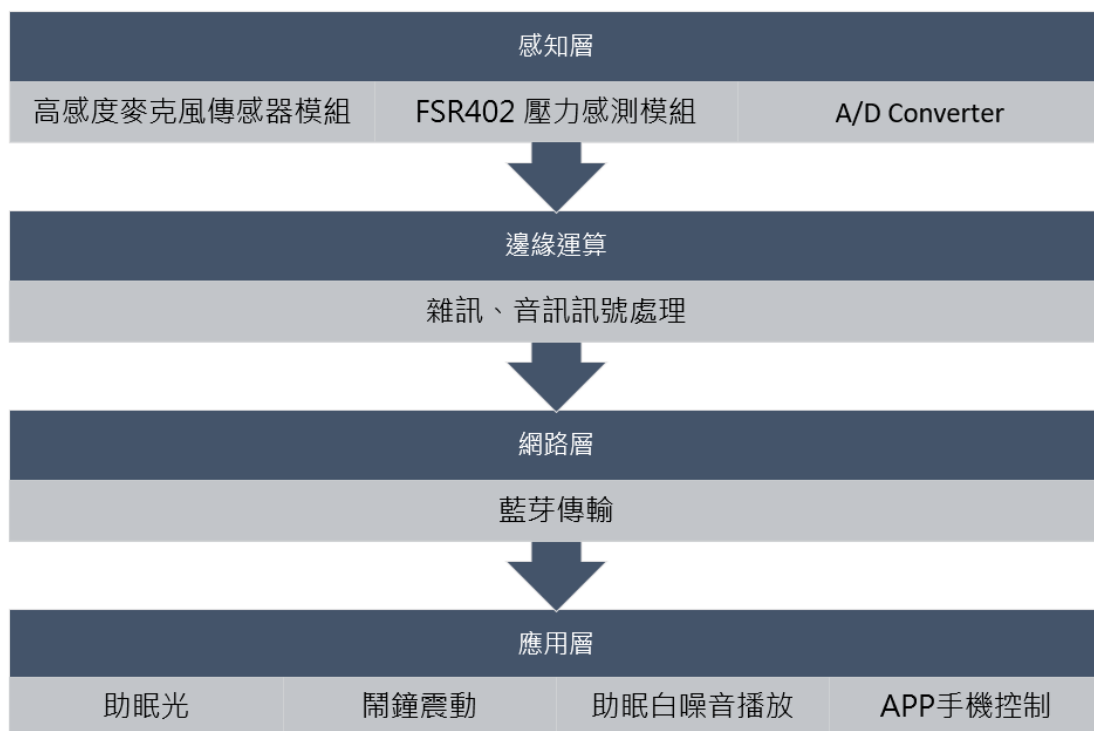 感知層
高感度麥克風傳感器模組 FSR402 壓力感測模組 A/D Converter
邊緣運算
雜訊、音訊訊號處理
網路層
藍芽傳輸
應用層
助眠光 鬧鐘震動 助眠白噪音播放 APP手機控制